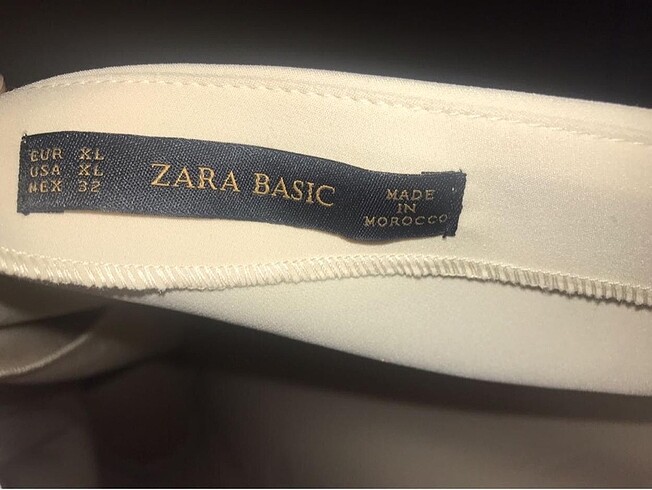 EUR XL
USA XL
MEX 32
ZARA BASIC
MADE
IN
MOROCCO